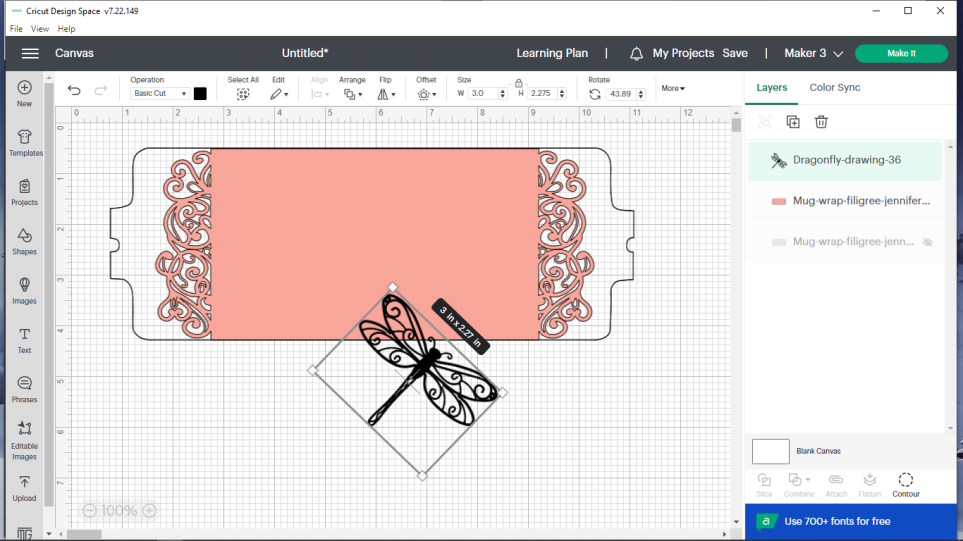 Cricut Design Space v7.22.149
File View Help
Canvas
Untitled*
Learning Plan | My Projects Save | Maker 3 Make It
Operation Select All Edit Align Arrange Flip Offset Size Rotate
Basic Cut W 3.0 H 2.275 43.89 More
0 1 2 3 4 5 6 7 8 9 10 11 12
0
1
2
3
4
5
6
7
New
Templates
Projects
Shapes
Images
Text
Phrases
Editable
Images
Upload
3 in x 2.27 in
100%
Layers Color Sync
Dragonfly-drawing-36
Mug-wrap-filigree-jennifer...
Mug-wrap-filigree-jenn...
Blank Canvas
Slice Combine Attach Flatten Contour
a Use 700+ fonts for free